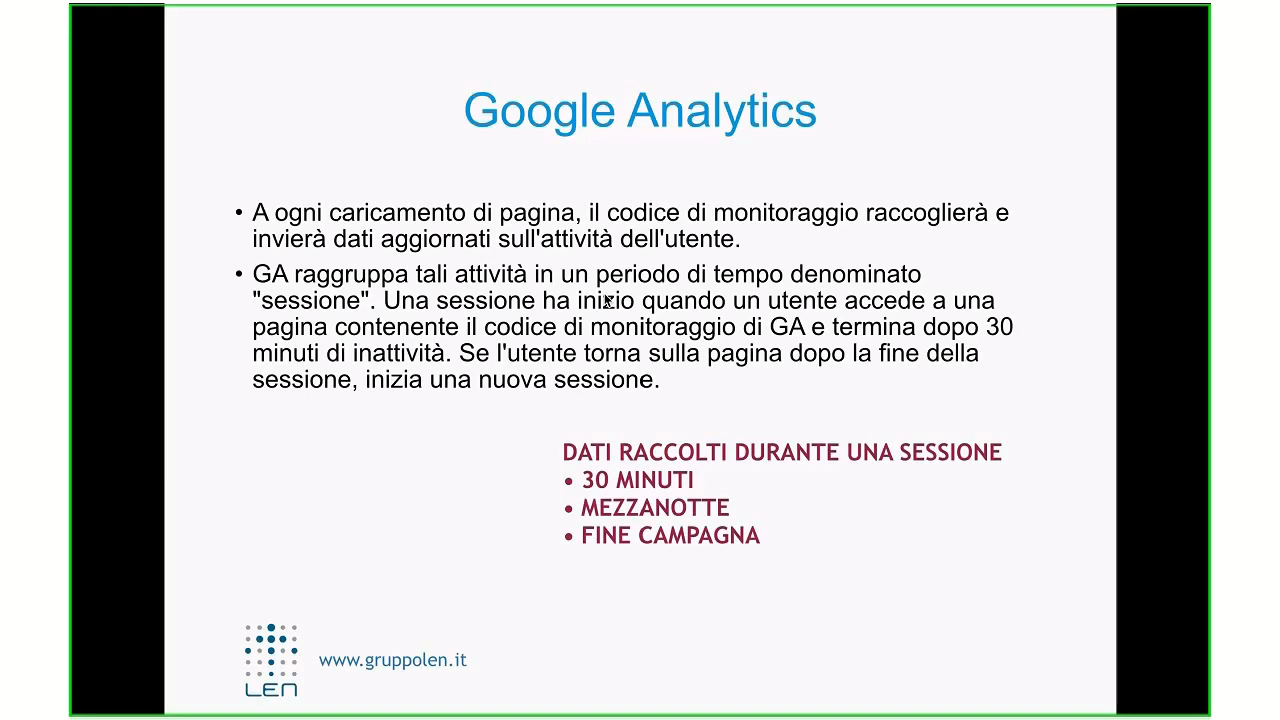 Google Analytics
• A ogni caricamento di pagina, il codice di monitoraggio raccoglierà e
invierà dati aggiornati sull'attività dell'utente.
• GA raggruppa tali attività in un periodo di tempo denominato
"sessione". Una sessione ha inizio quando un utente accede a una
pagina contenente il codice di monitoraggio di GA e termina dopo 30
minuti di inattività. Se l'utente torna sulla pagina dopo la fine della
sessione, inizia una nuova sessione.
DATI RACCOLTI DURANTE UNA SESSIONE
• 30 MINUTI
• MEZZANOTTE
• FINE CAMPAGNA
www.gruppolen.it
LEN